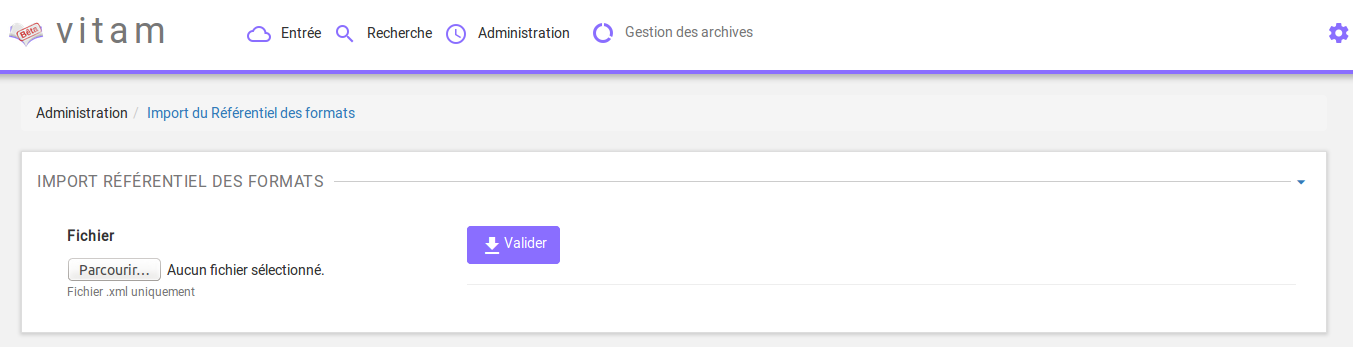 Bêta vitam Entrée Recherche Administration Gestion des archives
Administration / Import du Référentiel des formats
IMPORT RÉFÉRENTIEL DES FORMATS
Fichier
Valider
Parcourir... Aucun fichier sélectionné.
Fichier .xml uniquement